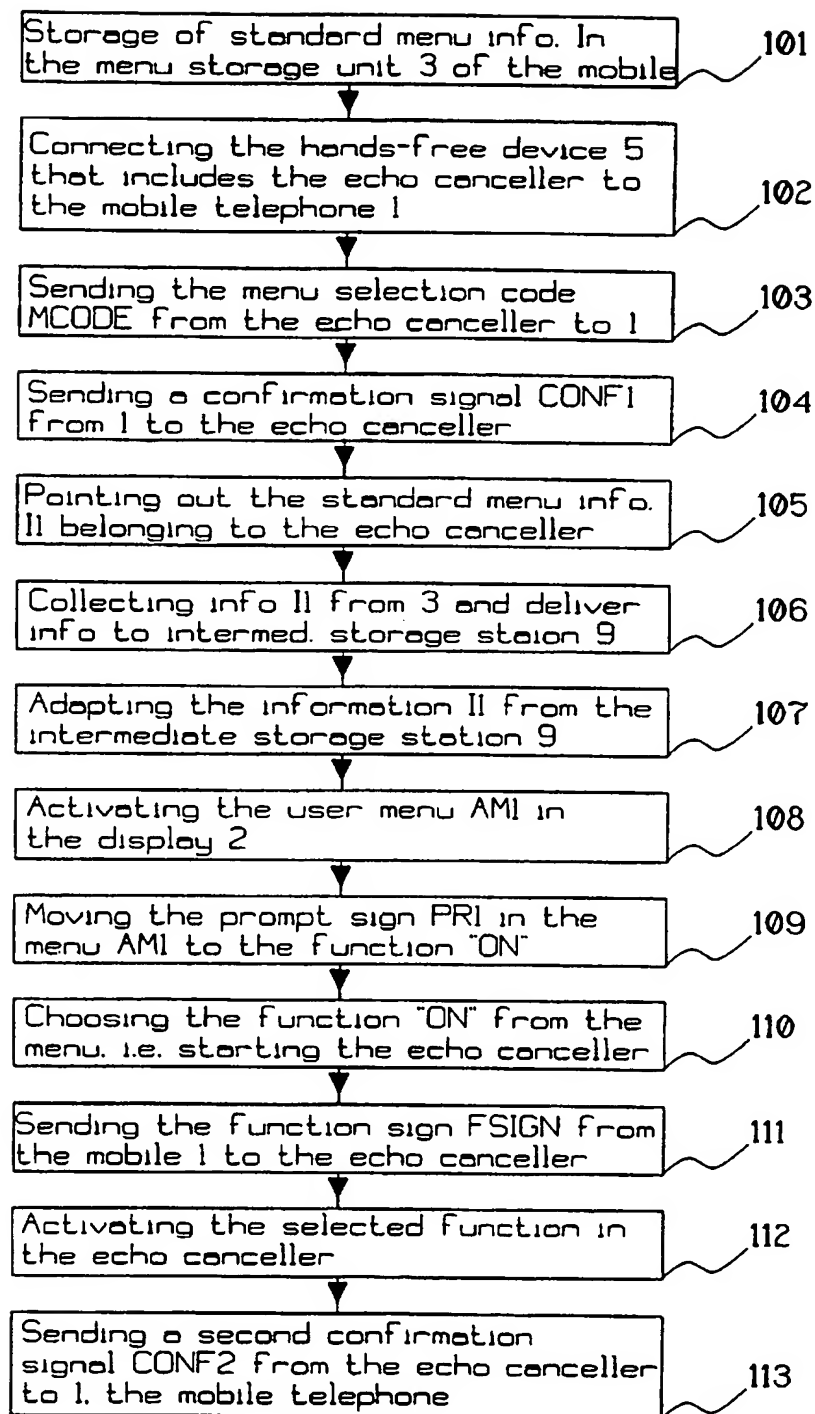 Storage of standard menu info. In
the menu storage unit 3 of the mobile
101
Connecting the hands-free device 5
that includes the echo canceller to
the mobile telephone 1
102
Sending the menu selection code
MCODE from the echo canceller to 1
103
Sending a confirmation signal CONF1
from 1 to the echo canceller
104
Pointing out the standard menu info.
I1 belonging to the echo canceller
105
Collecting info I1 from 3 and deliver
info to intermed. storage staion 9
106
Adapting the information I1 from the
intermediate storage station 9
107
Activating the user menu AM1 in
the display 2
108
Moving the prompt sign PR1 in the
menu AM1 to the function "ON"
109
Choosing the function "ON" from the
menu. i.e. starting the echo canceller
110
Sending the function sign FSIGN from
the mobile 1 to the echo canceller
111
Activating the selected function in
the echo canceller
112
Sending a second confirmation
signal CONF2 from the echo canceller
to 1. the mobile telephone
113